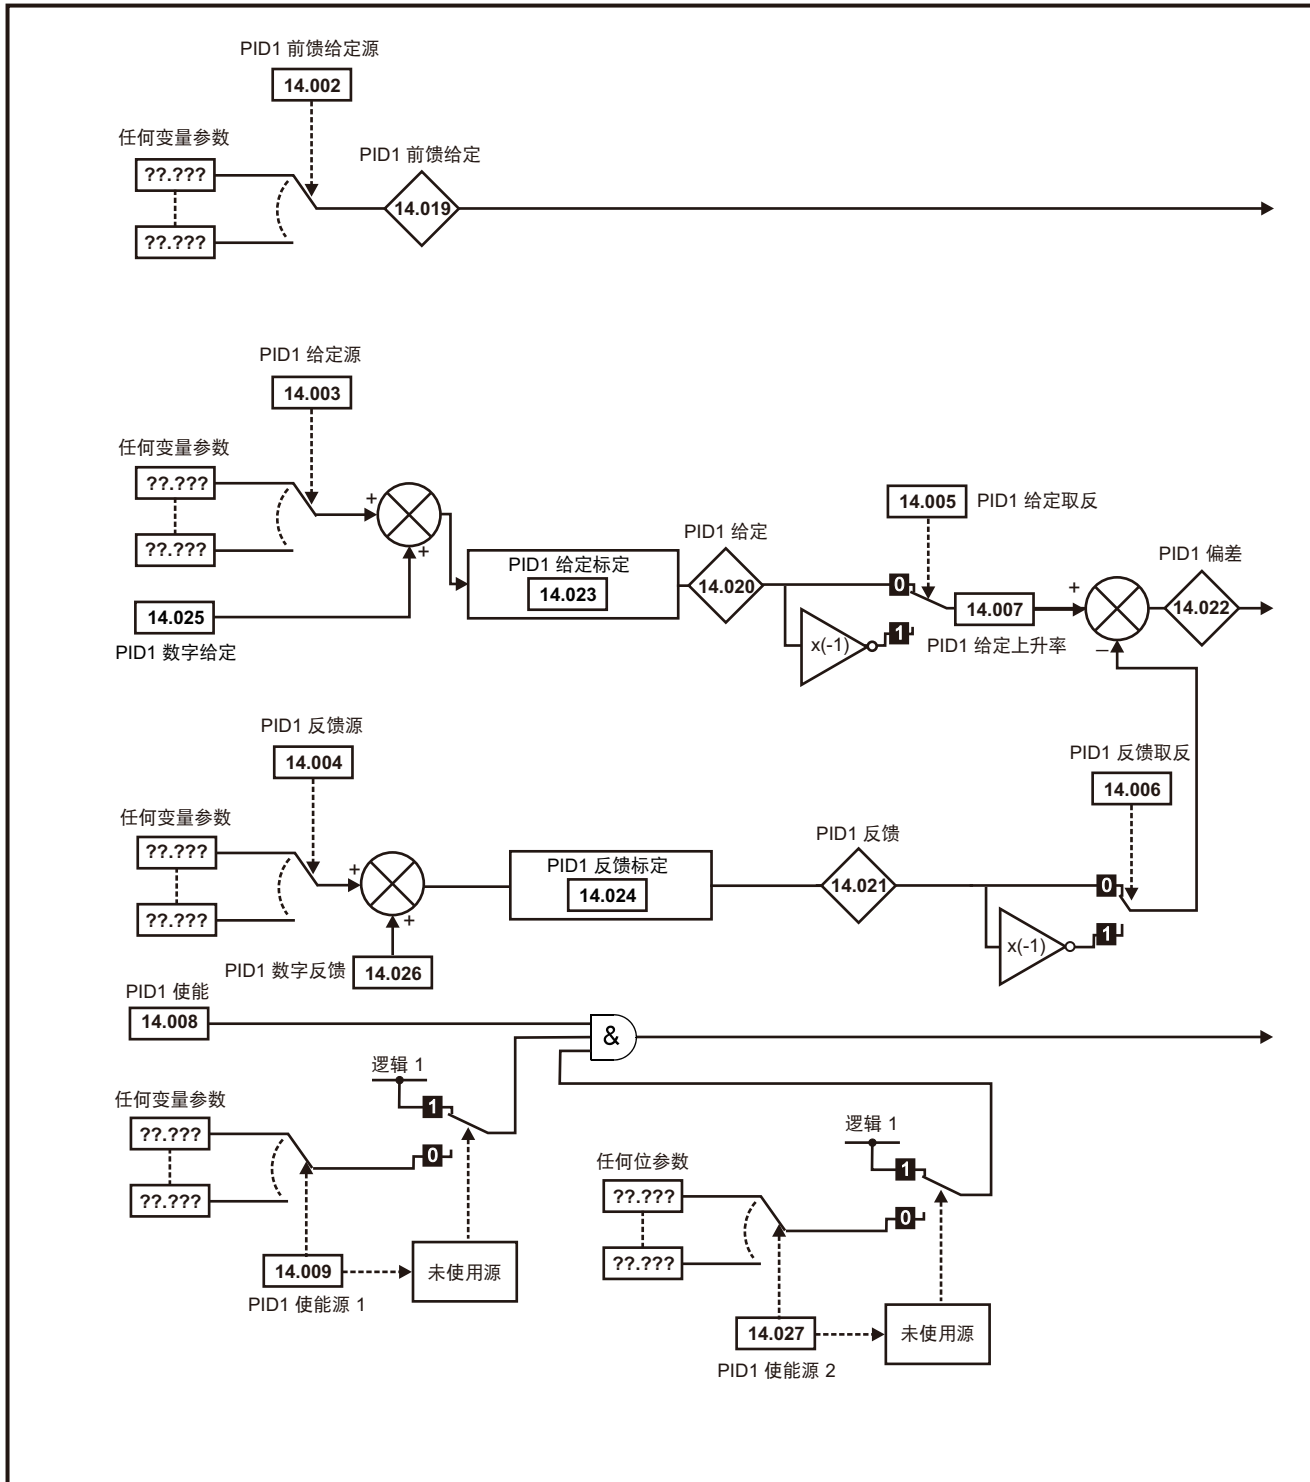 PID1 前馈给定源
14.002
任何变量参数
??.???
PID1 前馈给定
14.019
??.???
PID1 给定源
14.003
任何变量参数
??.???
+
+
??.???
14.025
PID1 数字给定
PID1 给定标定
14.023
PID1 给定
14.020
14.005
PID1 给定取反
0
1
x(-1)
14.007
PID1 给定上升率
+
–
PID1 偏差
14.022
PID1 反馈源
14.004
任何变量参数
??.???
+
+
??.???
PID1 数字反馈
14.026
PID1 反馈标定
14.024
PID1 反馈
14.021
PID1 反馈取反
14.006
0
1
x(-1)
PID1 使能
14.008
&
逻辑 1
任何变量参数
1
??.???
0
??.???
14.009
未使用源
PID1 使能源 1
逻辑 1
任何位参数
1
??.???
0
??.???
14.027
未使用源
PID1 使能源 2